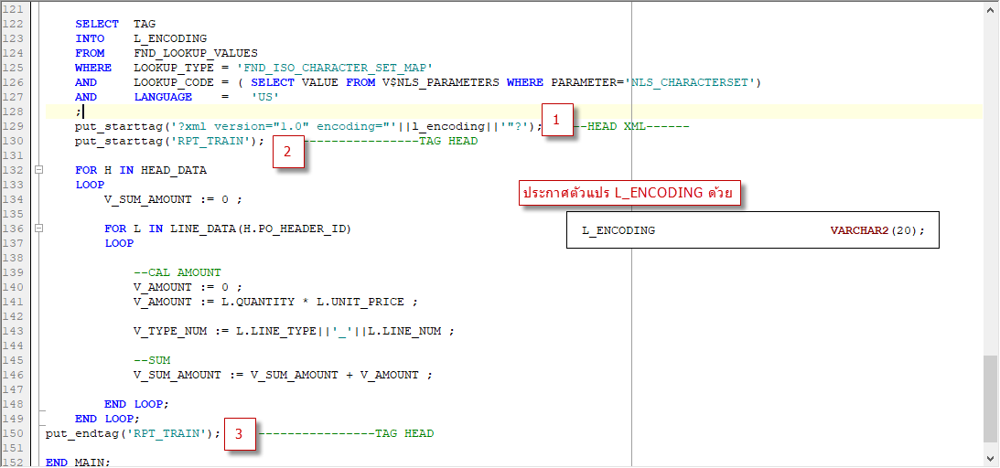 121
122 SELECT TAG
123 INTO L_ENCODING
124 FROM FND_LOOKUP_VALUES
125 WHERE LOOKUP_TYPE = 'FND_ISO_CHARACTER_SET_MAP'
126 AND LOOKUP_CODE = ( SELECT VALUE FROM V$NLS_PARAMETERS WHERE PARAMETER='NLS_CHARACTERSET')
127 AND LANGUAGE = 'US'
128 ;
129 put_starttag('?xml version="1.0" encoding="'||l_encoding||'"?'); 1 --HEAD XML------
130 put_starttag('RPT_TRAIN'); 2 ----------------TAG HEAD
131
132 FOR H IN HEAD_DATA
133 LOOP
ประกาศตัวแปร L_ENCODING ด้วย
134 V_SUM_AMOUNT := 0 ;
135
136 FOR L IN LINE_DATA(H.PO_HEADER_ID)
L_ENCODING VARCHAR2(20);
137 LOOP
138
139 --CAL AMOUNT
140 V_AMOUNT := 0 ;
141 V_AMOUNT := L.QUANTITY * L.UNIT_PRICE ;
142
143 V_TYPE_NUM := L.LINE_TYPE||'_'||L.LINE_NUM ;
144
145 --SUM
146 V_SUM_AMOUNT := V_SUM_AMOUNT + V_AMOUNT ;
147
148 END LOOP;
149 END LOOP;
150 put_endtag('RPT_TRAIN'); 3 ----------------TAG HEAD
151
152 END MAIN;